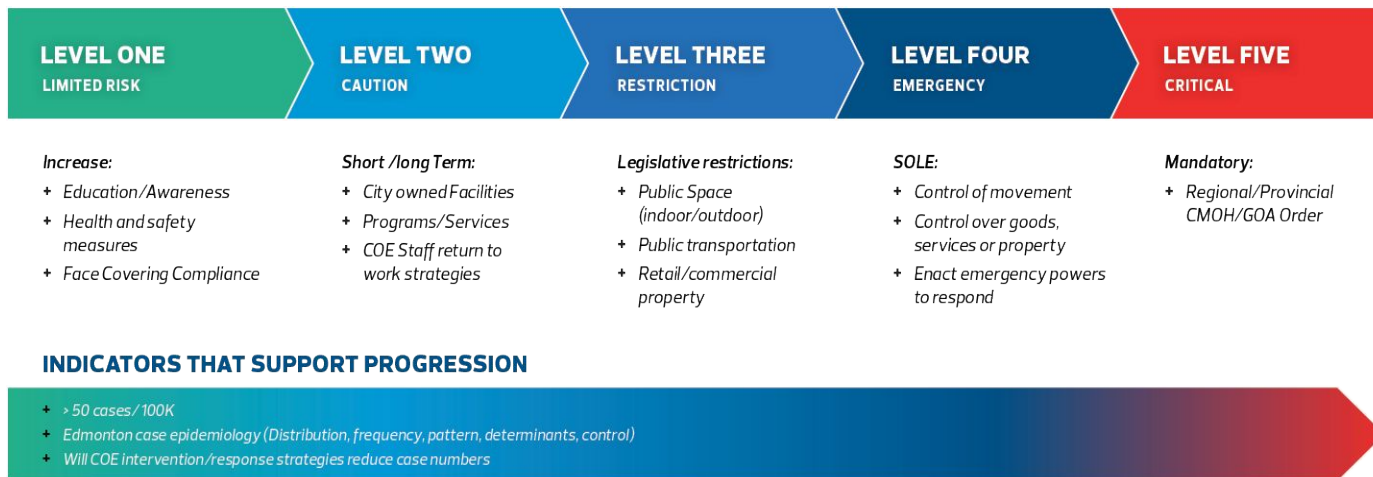 LEVEL ONE
LIMITED RISK
LEVEL TWO
CAUTION
LEVEL THREE
RESTRICTION
LEVEL FOUR
EMERGENCY
LEVEL FIVE
CRITICAL
Increase:
+ Education/Awareness
+ Health and safety
measures
+ Face Covering Compliance
Short /long Term:
+ City owned Facilities
+ Programs/Services
+ COE Staff return to
work strategies
Legislative restrictions:
+ Public Space
(indoor/outdoor)
+ Public transportation
+ Retail/commercial
property
SOLE:
+ Control of movement
+ Control over goods,
services or property
+ Enact emergency powers
to respond
Mandatory:
+ Regional/Provincial
CMOH/GOA Order
INDICATORS THAT SUPPORT PROGRESSION
+ > 50 cases/100K
+ Edmonton case epidemiology (Distribution, frequency, pattern, determinants, control)
+ Will COE intervention/response strategies reduce case numbers